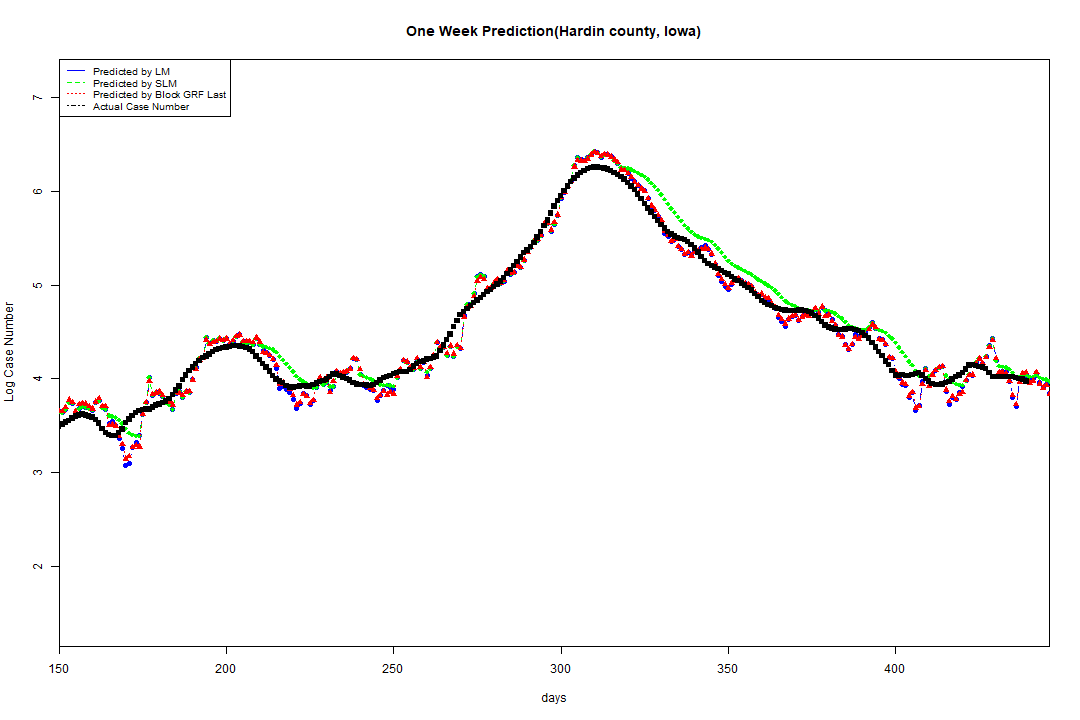 One Week Prediction(Hardin county, Iowa)
Predicted by LM
Predicted by SLM
Predicted by Block GRF Last
Actual Case Number
7
6
5
4
3
2
Log Case Number
150 200 250 300 350 400
days